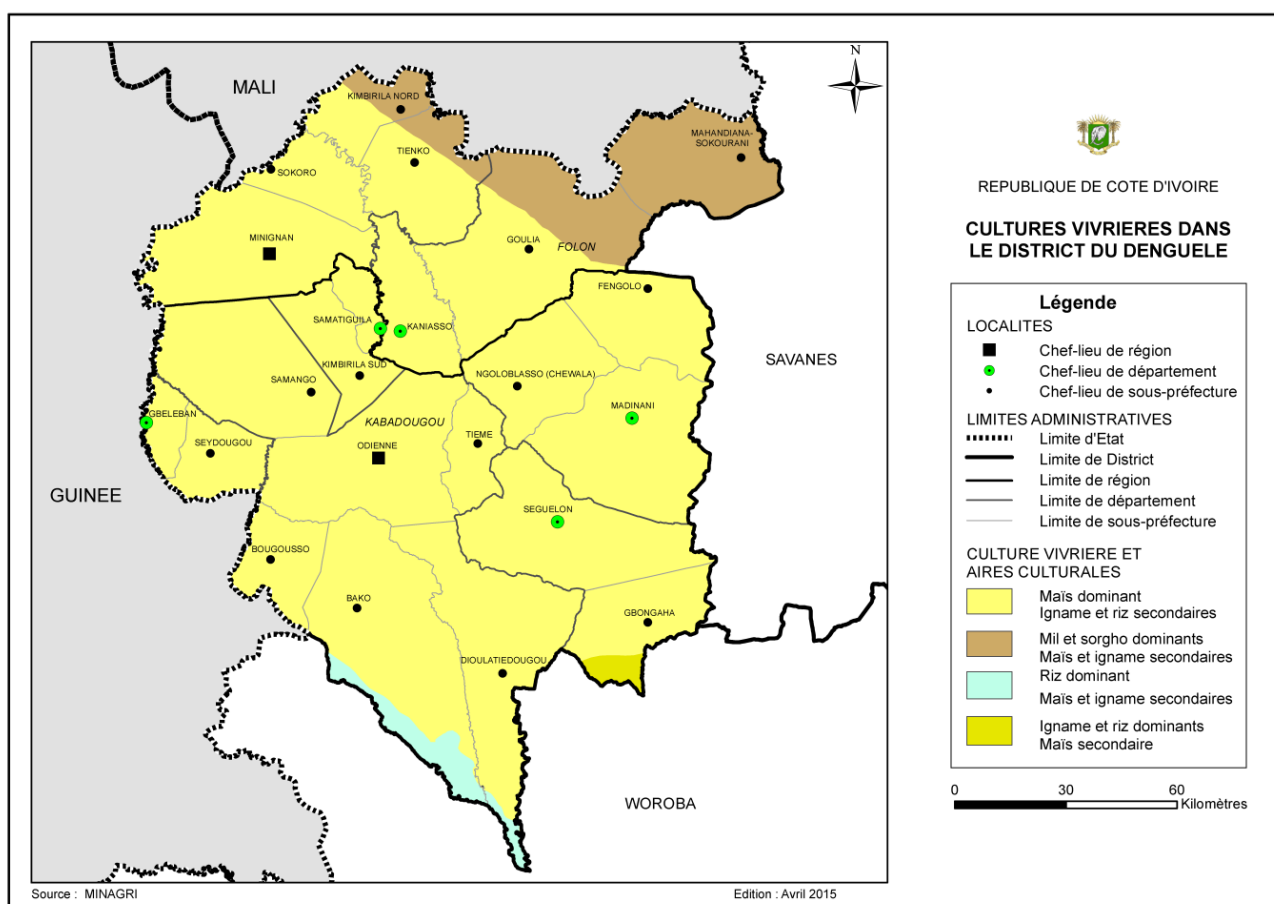 N
MALI
KIMBIRILA NORD
MAHANDIANA-
SOKOURANI
TIENKO
SOKORO
MINIGNAN
GOULIA
FOLON
FENGOLO
SAMATIGUILA
KANIASSO
SAVANES
KIMBIRILA SUD
NGOLOBLASSO (CHEWALA)
SAMANGO
MADINANI
GBELEBAN
KABADOUGOU
TIEME
SEYDOUGOU
ODIENNE
GUINEE
SEGUELON
BOUGOUSSO
BAKO
GBONGAHA
DIOULATIEDOUGOU
WOROBA
Source : MINAGRI
Edition : Avril 2015
REPUBLIQUE DE COTE D'IVOIRE
CULTURES VIVRIERES DANS
LE DISTRICT DU DENGUELE
Légende
LOCALITES
Chef-lieu de région
Chef-lieu de département
Chef-lieu de sous-préfecture
LIMITES ADMINISTRATIVES
Limite d'Etat
Limite de District
Limite de région
Limite de département
Limite de sous-préfecture
CULTURE VIVRIERE ET
AIRES CULTURALES
Maïs dominant
Igname et riz secondaires
Mil et sorgho dominants
Maïs et igname secondaires
Riz dominant
Maïs et igname secondaires
Igname et riz dominants
Maïs secondaire
0 30 60
Kilomètres